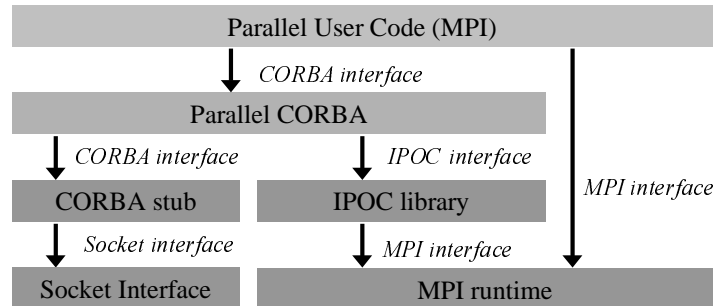 Parallel User Code (MPI)
CORBA interface
Parallel CORBA
CORBA interface
IPOC interface
MPI interface
CORBA stub
IPOC library
Socket interface
MPI interface
Socket Interface
MPI runtime